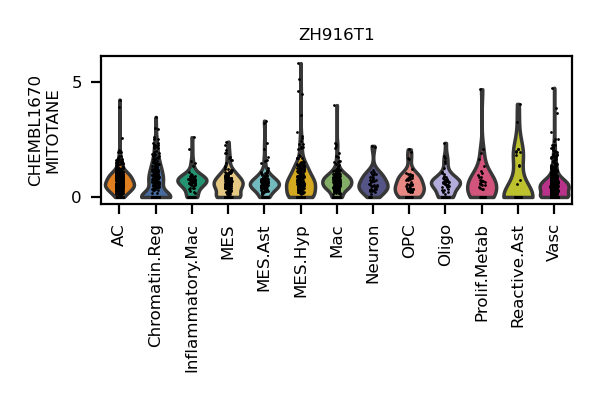 ZH916T1
CHEMBL1670
MITOTANE
5
0
AC
Chromatin.Reg
Inflammatory.Mac
MES
MES.Ast
MES.Hyp
Mac
Neuron
OPC
Oligo
Prolif.Metab
Reactive.Ast
Vasc